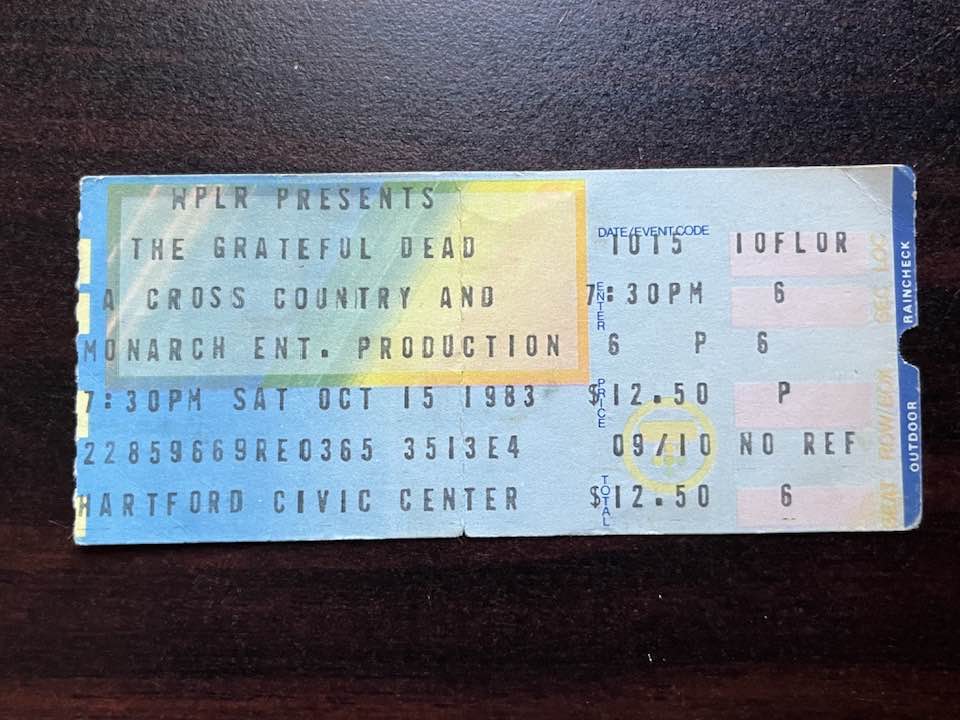 WPLR PRESENTS
THE GRATEFUL DEAD
A CROSS COUNTRY AND
MONARCH ENT. PRODUCTION
7:30PM SAT OCT 15 1983
22859669RE0365 3513E4
HARTFORD CIVIC CENTER
DATE/EVENT CODE
1015 10FLOR
ENTER
7:30PM 6
6 P 6
PRICE
$12.50 P
09/10 NO REF
TOTAL
$12.50 6
SEC LOC
ROW/BOX
SEAT
RAINCHECK
OUTDOOR